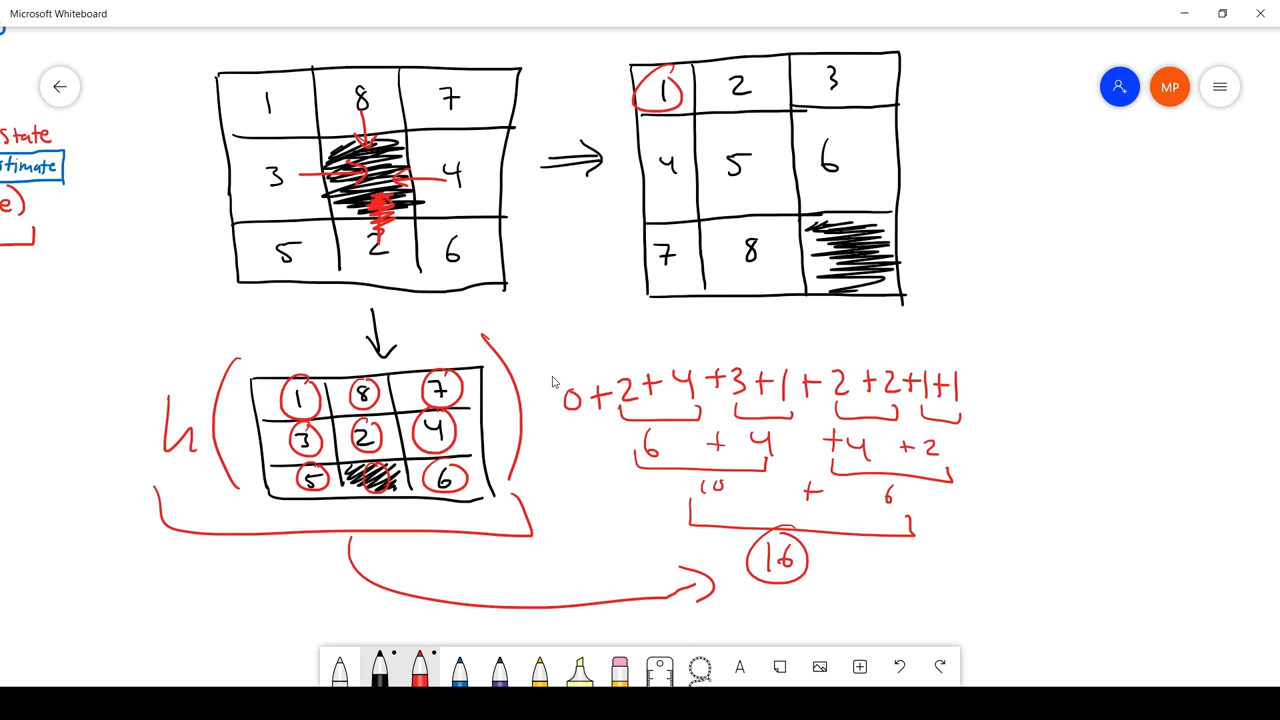 Microsoft Whiteboard
MP
state
timate
e)
1 8 7
3 4
5 2 6
⇒
1 2 3
4 5 6
7 8
h ( 1 8 7
3 2 4
5 6 )
0 + 2 + 4 + 3 + 1 + 2 + 2 + 1 + 1
6 + 4 + 4 + 2
10 + 6
16
A